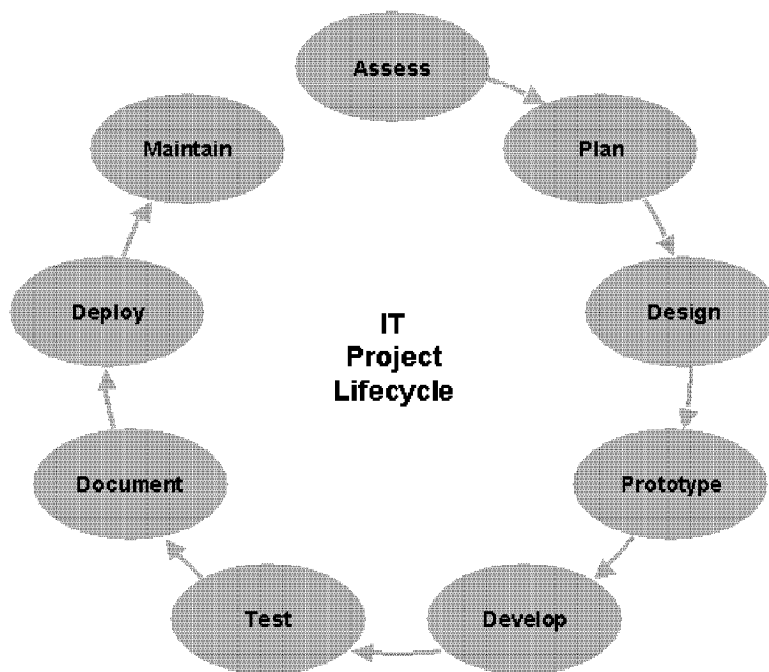 Assess
Plan
Design
Prototype
Develop
Test
Document
Deploy
Maintain
IT
Project
Lifecycle